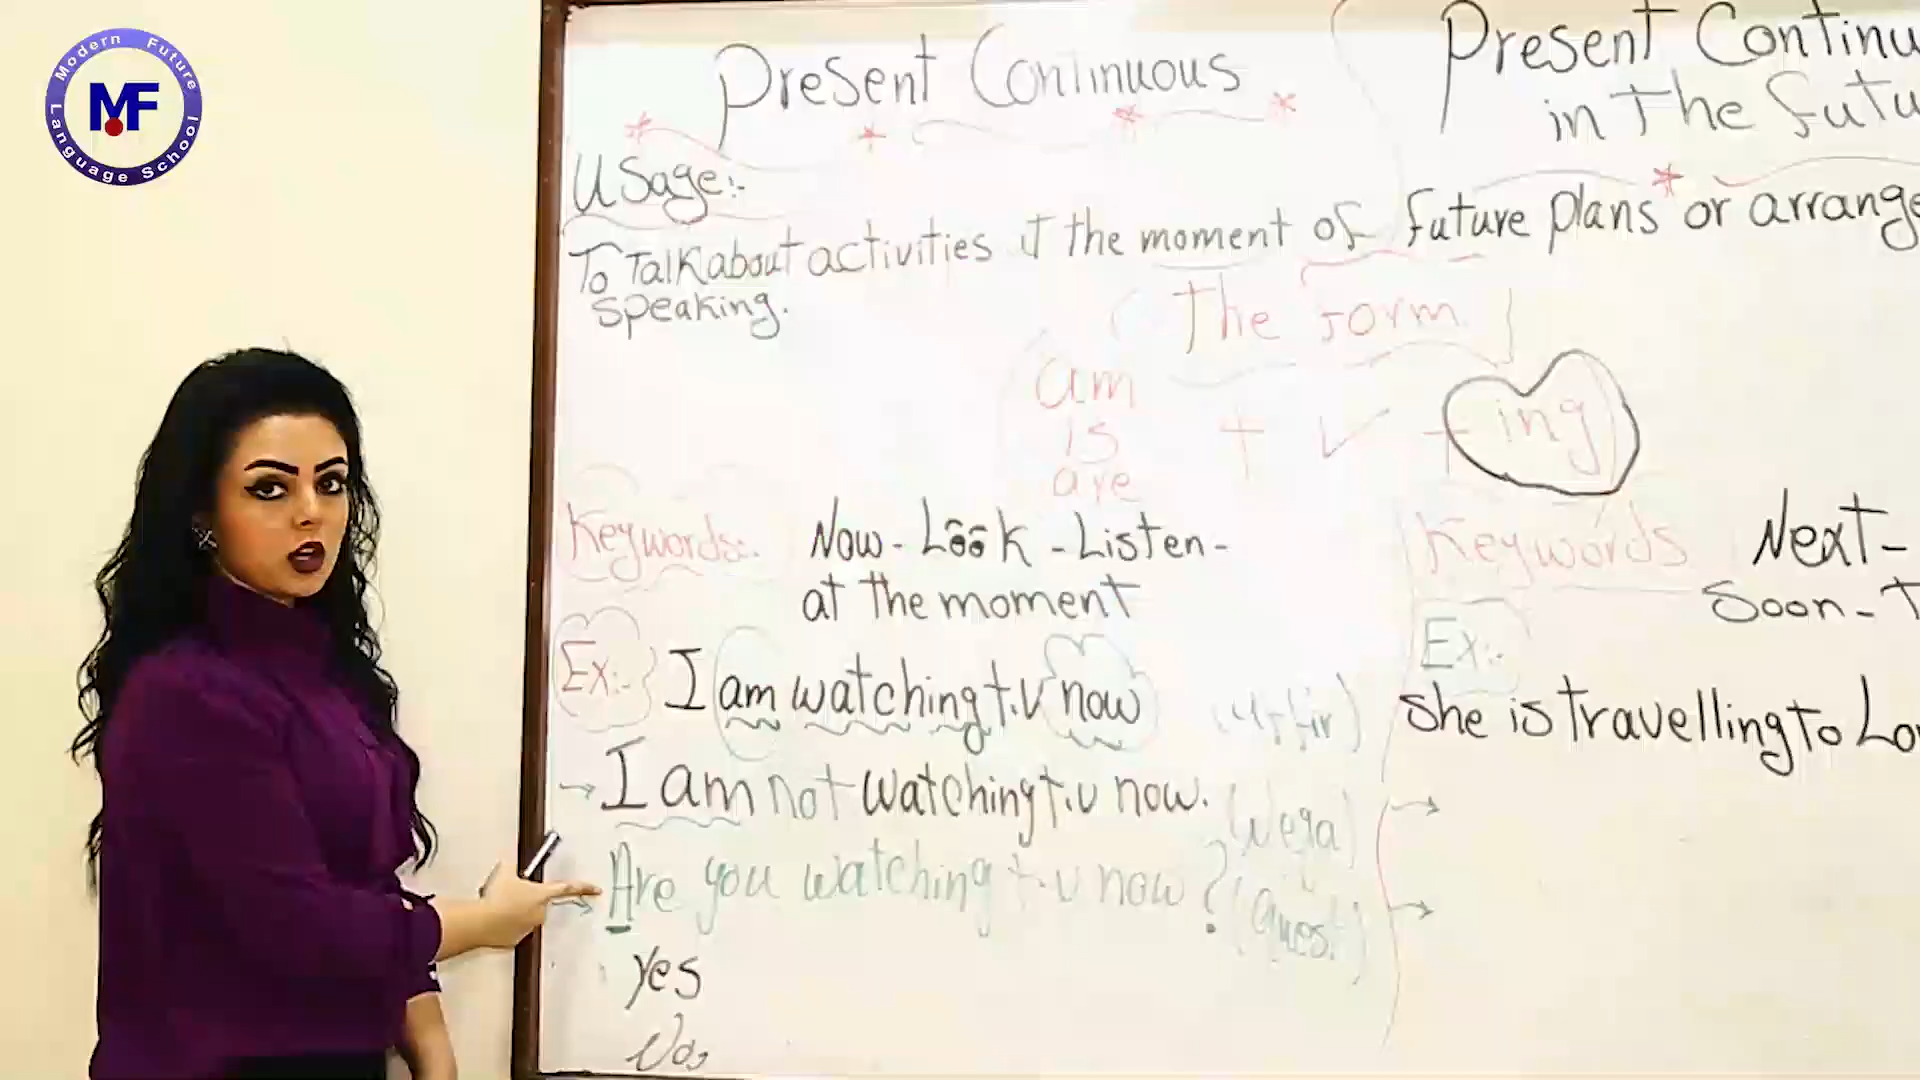 Modern Future
Language School
MF
Present Continuous
Usage:-
To Talk about activities at the moment of
speaking.
The form
am
is
are
+ ✓ + ing
Keywords:-
Now - Look - Listen -
at the moment
Ex:-
I am watching t.v now
→ I am not watching t.v now. (Nega)
→ Are you watching t.v now? (Quest)
yes
No,
Present Continu
in the futu
future plans or arrange
Keywords
Next -
Soon - T
Ex:-
She is travelling to Lo
→
→